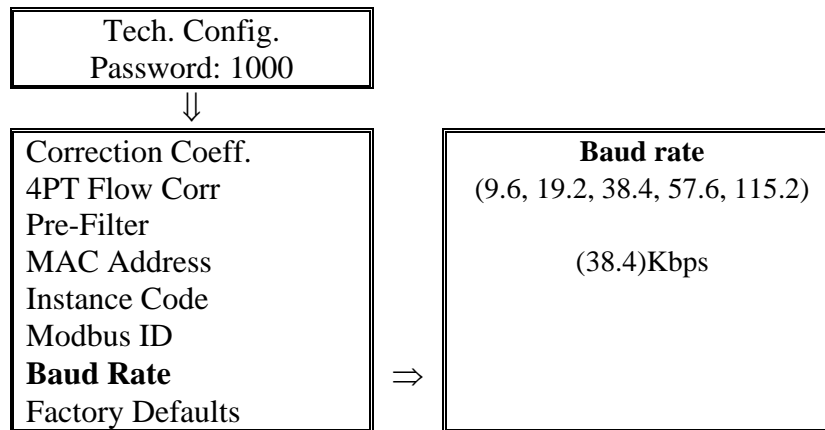 Tech. Config.
Password: 1000
⇓
Correction Coeff.
4PT Flow Corr
Pre-Filter
MAC Address
Instance Code
Modbus ID
Baud Rate
Factory Defaults
⇒
Baud rate
(9.6, 19.2, 38.4, 57.6, 115.2)
(38.4)Kbps